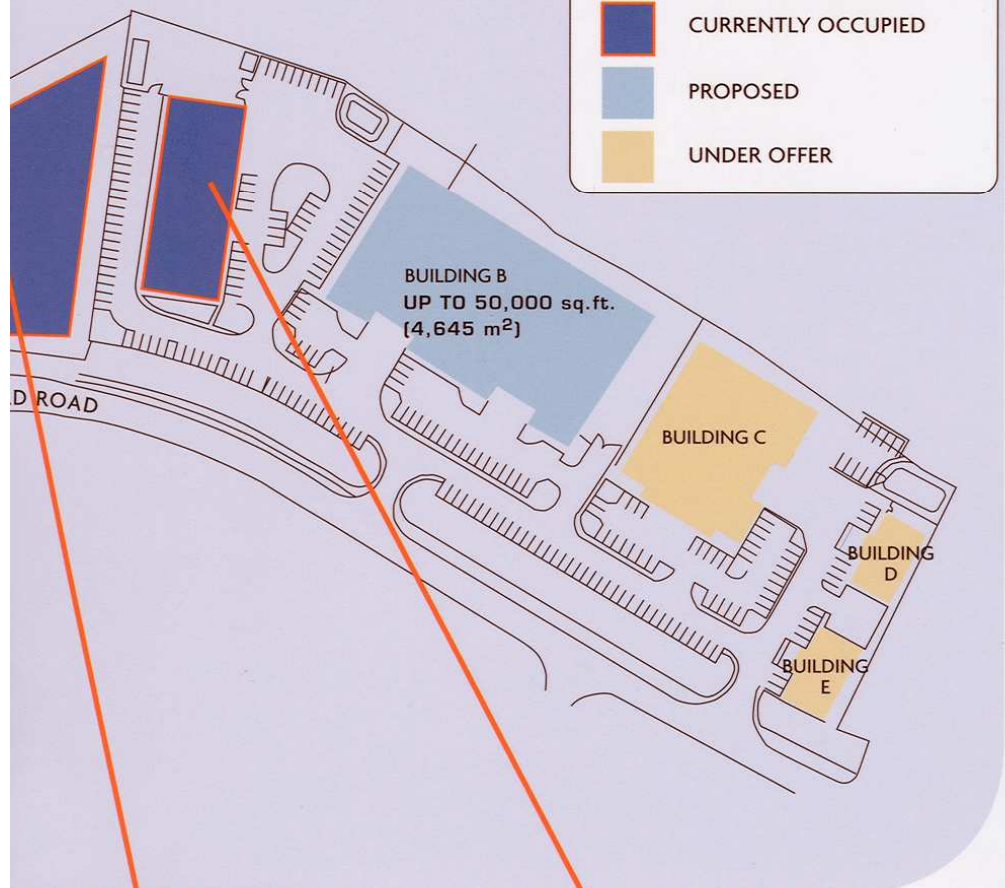 CURRENTLY OCCUPIED
PROPOSED
UNDER OFFER
BUILDING B
UP TO 50,000 sq.ft.
(4,645 m²)
BUILDING C
ROAD
BUILDING
D
BUILDING
E